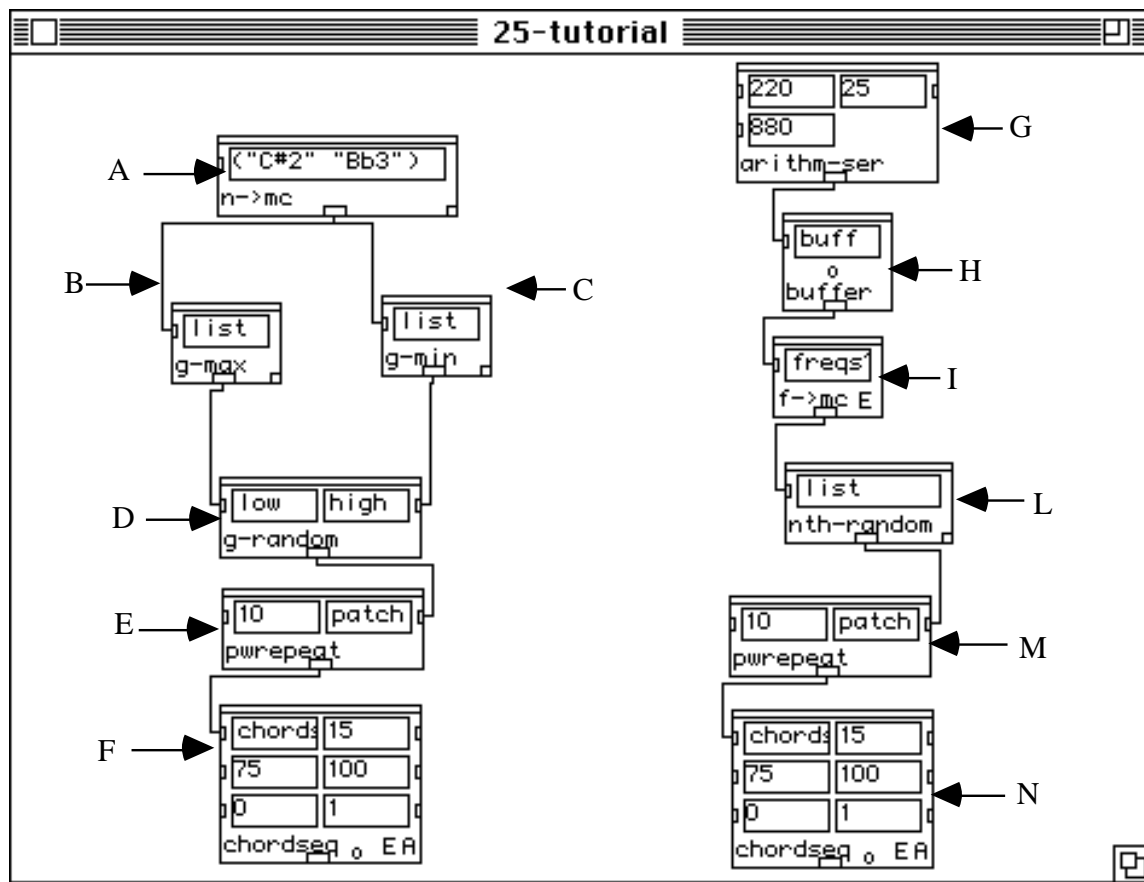 25-tutorial
A
("C#2" "Bb3")
n->mc
B
C
list
g-max
list
g-min
D
low high
g-random
E
10 patch
pwrepeat
F
chords 15
75 100
0 1
chordseq o EA
G
220 25
880
arithm-ser
H
buff
o
buffer
I
freqs
f->mc E
L
list
nth-random
M
10 patch
pwrepeat
N
chords 15
75 100
0 1
chordseq o EA